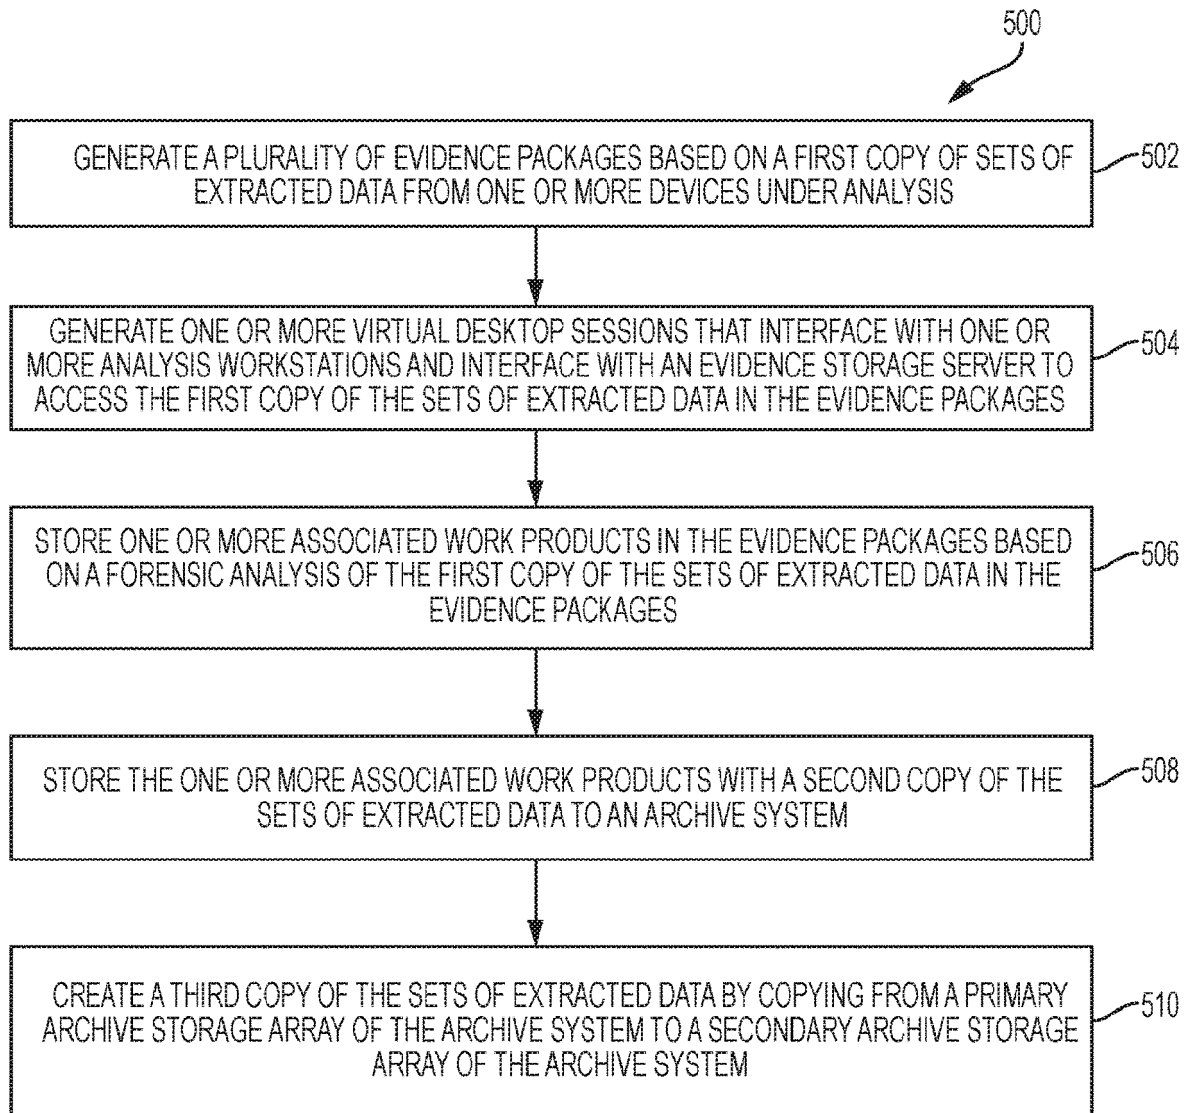 500
GENERATE A PLURALITY OF EVIDENCE PACKAGES BASED ON A FIRST COPY OF SETS OF
EXTRACTED DATA FROM ONE OR MORE DEVICES UNDER ANALYSIS
502
GENERATE ONE OR MORE VIRTUAL DESKTOP SESSIONS THAT INTERFACE WITH ONE OR
MORE ANALYSIS WORKSTATIONS AND INTERFACE WITH AN EVIDENCE STORAGE SERVER TO
ACCESS THE FIRST COPY OF THE SETS OF EXTRACTED DATA IN THE EVIDENCE PACKAGES
504
STORE ONE OR MORE ASSOCIATED WORK PRODUCTS IN THE EVIDENCE PACKAGES BASED
ON A FORENSIC ANALYSIS OF THE FIRST COPY OF THE SETS OF EXTRACTED DATA IN THE
EVIDENCE PACKAGES
506
STORE THE ONE OR MORE ASSOCIATED WORK PRODUCTS WITH A SECOND COPY OF THE
SETS OF EXTRACTED DATA TO AN ARCHIVE SYSTEM
508
CREATE A THIRD COPY OF THE SETS OF EXTRACTED DATA BY COPYING FROM A PRIMARY
ARCHIVE STORAGE ARRAY OF THE ARCHIVE SYSTEM TO A SECONDARY ARCHIVE STORAGE
ARRAY OF THE ARCHIVE SYSTEM
510